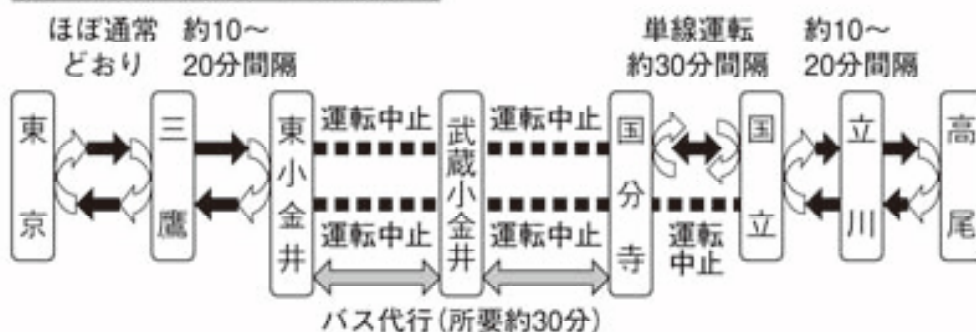 ほぼ通常
どおり
約10〜
20分間隔
単線運転
約30分間隔
約10〜
20分間隔
東京
三鷹
東小金井
運転中止
武蔵小金井
運転中止
国分寺
国立
立川
高尾
運転中止
運転中止
運転
中止
バス代行(所要約30分)